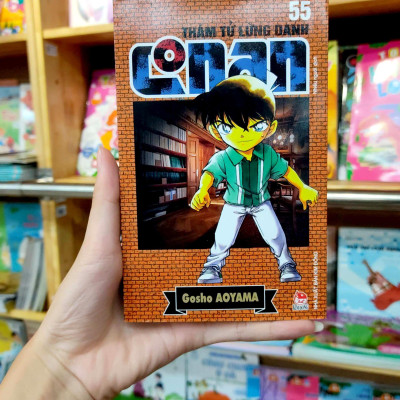 55
THÁM TỬ LỪNG DANH
Conan
Gosho AOYAMA